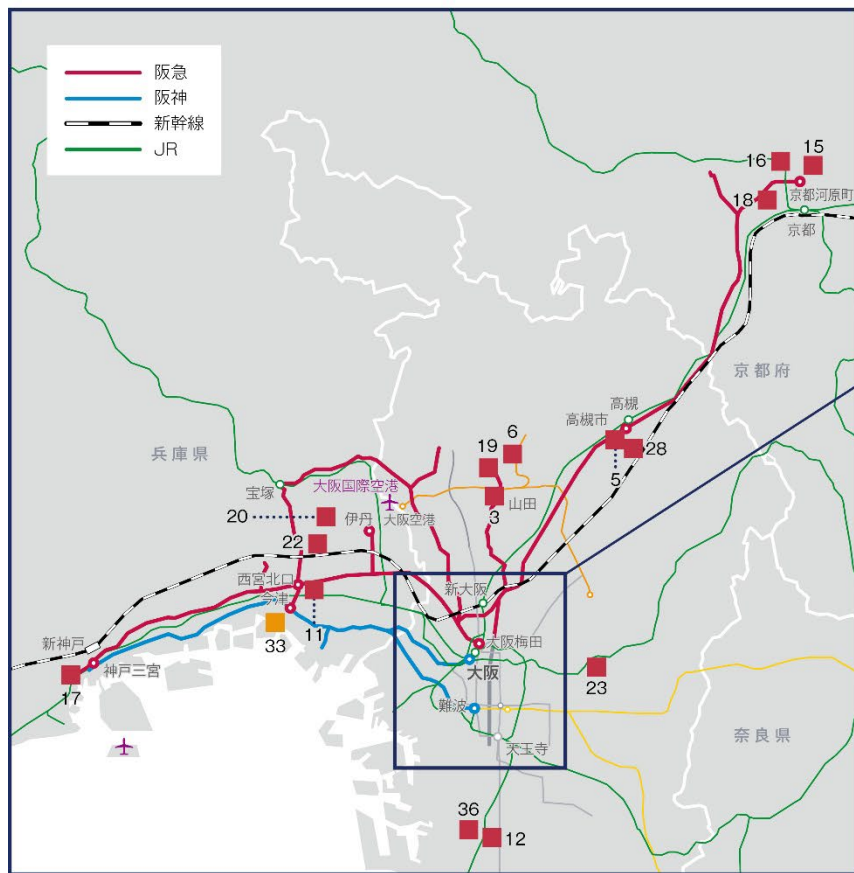 阪急
阪神
新幹線
JR
16
15
京都河原町
18
京都
京都府
高槻
高槻市
28
5
6
19
3
山田
兵庫県
宝塚
大阪国際空港
大阪空港
伊丹
20
22
西宮北口
今津
11
33
新大阪
新神戸
神戸三宮
17
大阪梅田
大阪
23
難波
天王寺
奈良県
36
12